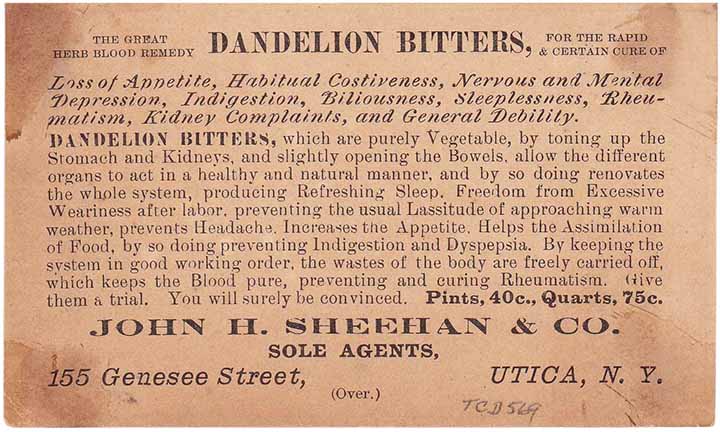 THE GREAT
HERB BLOOD REMEDY
DANDELION BITTERS,
FOR THE RAPID
& CERTAIN CURE OF
Loss of Appetite, Habitual Costiveness, Nervous and Mental
Depression, Indigestion, Biliousness, Sleeplessness, Rheu-
matism, Kidney Complaints, and General Debility.
DANDELION BITTERS, which are purely Vegetable, by toning up the
Stomach and Kidneys, and slightly opening the Bowels, allow the different
organs to act in a healthy and natural manner, and by so doing renovates
the whole system, producing Refreshing Sleep. Freedom from Excessive
Weariness after labor, preventing the usual Lassitude of approaching warm
weather, prevents Headache. Increases the Appetite. Helps the Assimilation
of Food, by so doing preventing Indigestion and Dyspepsia. By keeping the
system in good working order, the wastes of the body are freely carried off,
which keeps the Blood pure, preventing and curing Rheumatism. Give
them a trial. You will surely be convinced. Pints, 40c., Quarts, 75c.
JOHN H. SHEEHAN & CO.
SOLE AGENTS,
155 Genesee Street, UTICA, N. Y.
(Over.)
TCD569